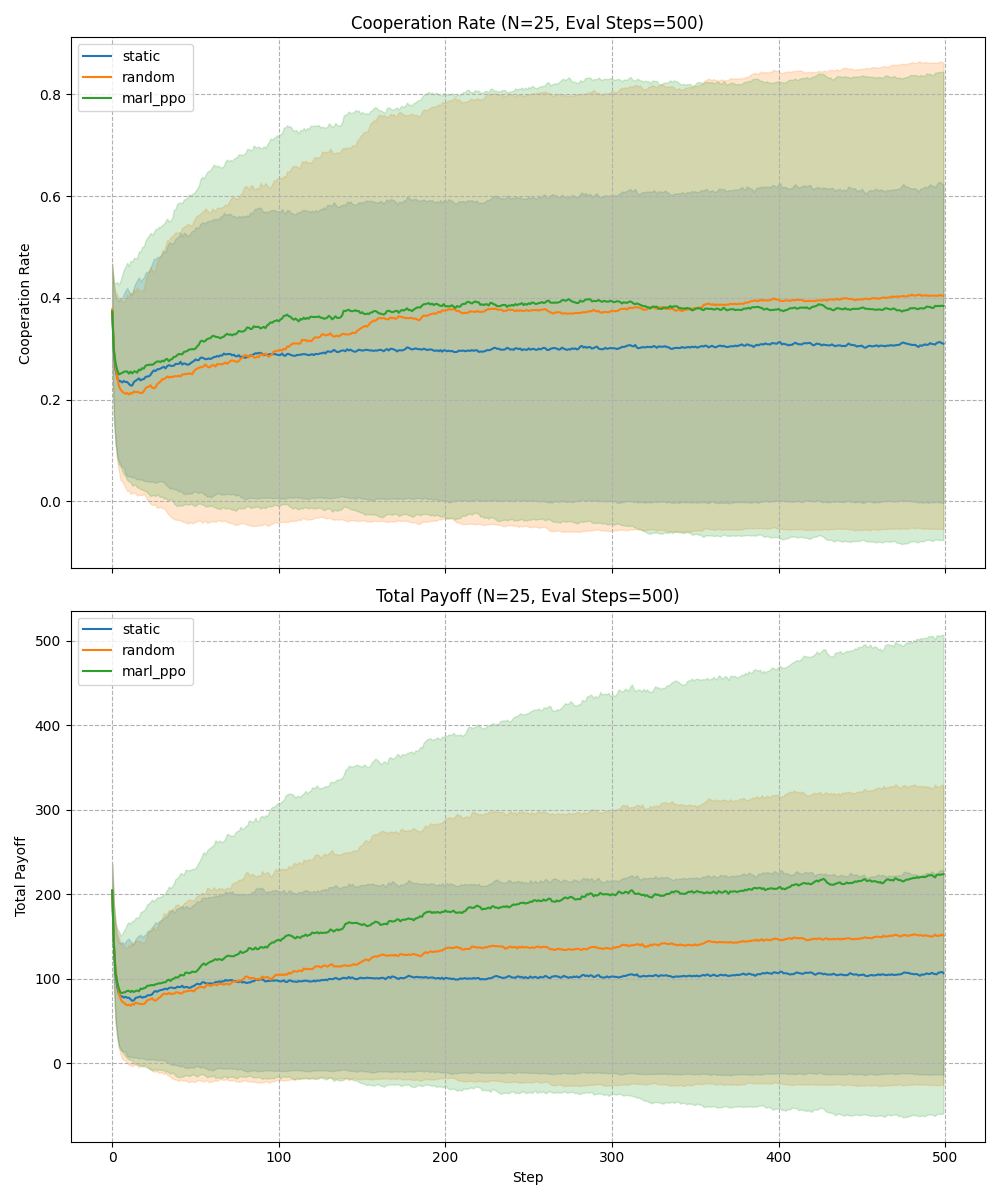 Cooperation Rate (N=25, Eval Steps=500)
static
random
marl_ppo
0.8
0.6
0.4
0.2
0.0
Cooperation Rate
Total Payoff (N=25, Eval Steps=500)
static
random
marl_ppo
500
400
300
200
100
0
Total Payoff
0 100 200 300 400 500
Step